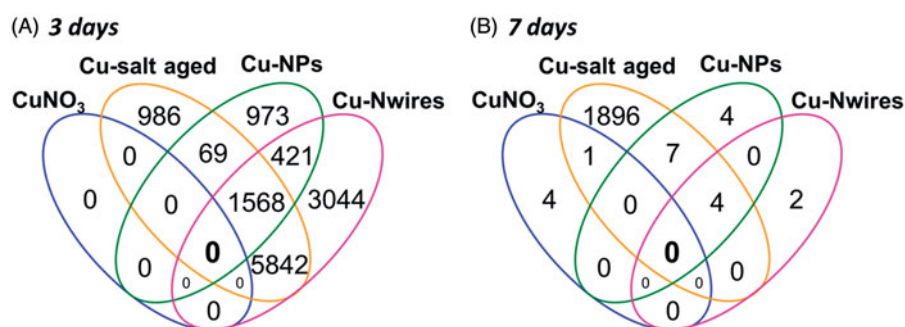 (A) 3 days
Cu-salt aged Cu-NPs
CuNO3 Cu-Nwires
986 973
0 69 421
0 0 1568 3044
0
0 0 0 5842
0
(B) 7 days
Cu-salt aged Cu-NPs
CuNO3 Cu-Nwires
1896 4
1 7 0
4 0 4 2
0
0 0 0 0
0